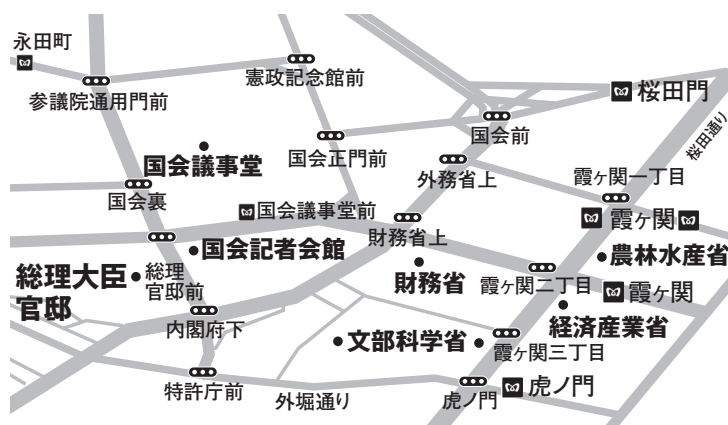 永田町
参議院通用門前
憲政記念館前
桜田門
桜田通り
国会前
国会正門前
国会議事堂
外務省上
霞ヶ関一丁目
国会裏
国会議事堂前
霞ヶ関
財務省上
国会記者会館
農林水産省
総理大臣
官邸
総理
官邸前
財務省
霞ヶ関二丁目
霞ヶ関
経済産業省
内閣府下
文部科学省
霞ヶ関三丁目
特許庁前
外堀通り
虎ノ門
虎ノ門